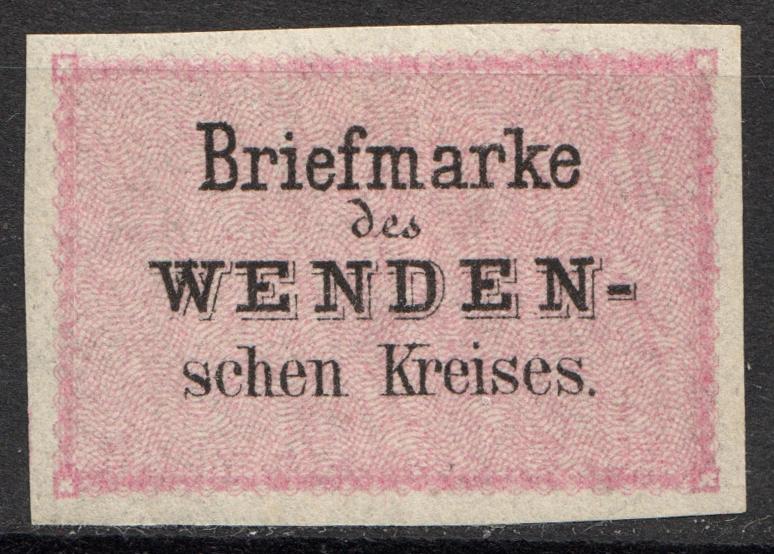 Briefmarke
des
WENDEN-
schen Kreises.